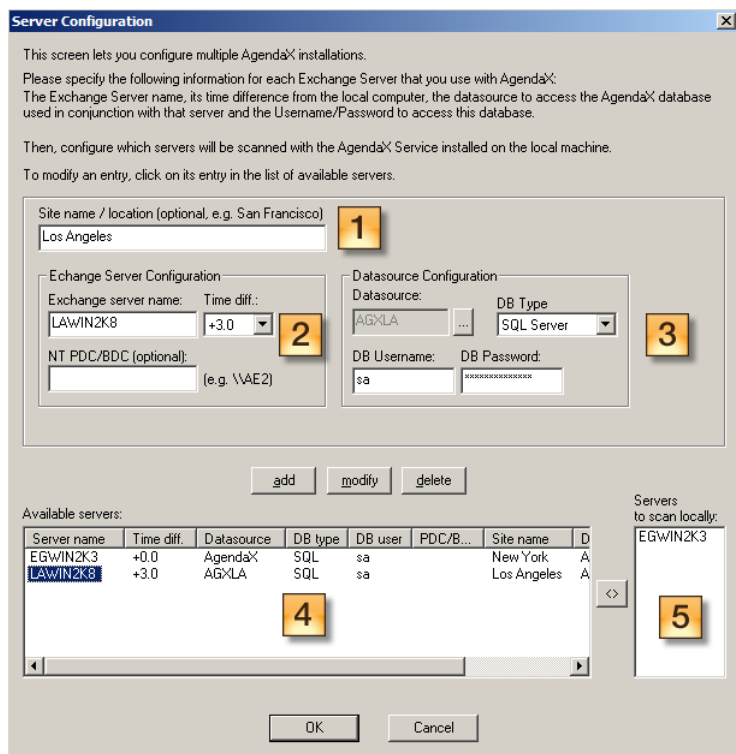 Server Configuration
This screen lets you configure multiple AgendaX installations.
Please specify the following information for each Exchange Server that you use with AgendaX:
The Exchange Server name, its time difference from the local computer, the datasource to access the AgendaX database
used in conjunction with that server and the Username/Password to access this database.
Then, configure which servers will be scanned with the AgendaX Service installed on the local machine.
To modify an entry, click on its entry in the list of available servers.
Site name / location (optional, e.g. San Francisco)
Los Angeles
1
Echange Server Configuration
Exchange server name: Time diff.:
LAWIN2K8 +3.0
2
NT PDC/BDC (optional):
(e.g. \\AE2)
Datasource Configuration
Datasource: DB Type
AGXLA ... SQL Server
3
DB Username: DB Password:
sa **************
add modify delete
Available servers:
Servers
to scan locally:
Server name Time diff. Datasource DB type DB user PDC/B... Site name D
EGWIN2K3 +0.0 AgendaX SQL sa New York A
LAWIN2K8 +3.0 AGXLA SQL sa Los Angeles A
4
<>
EGWIN2K3
5
OK Cancel